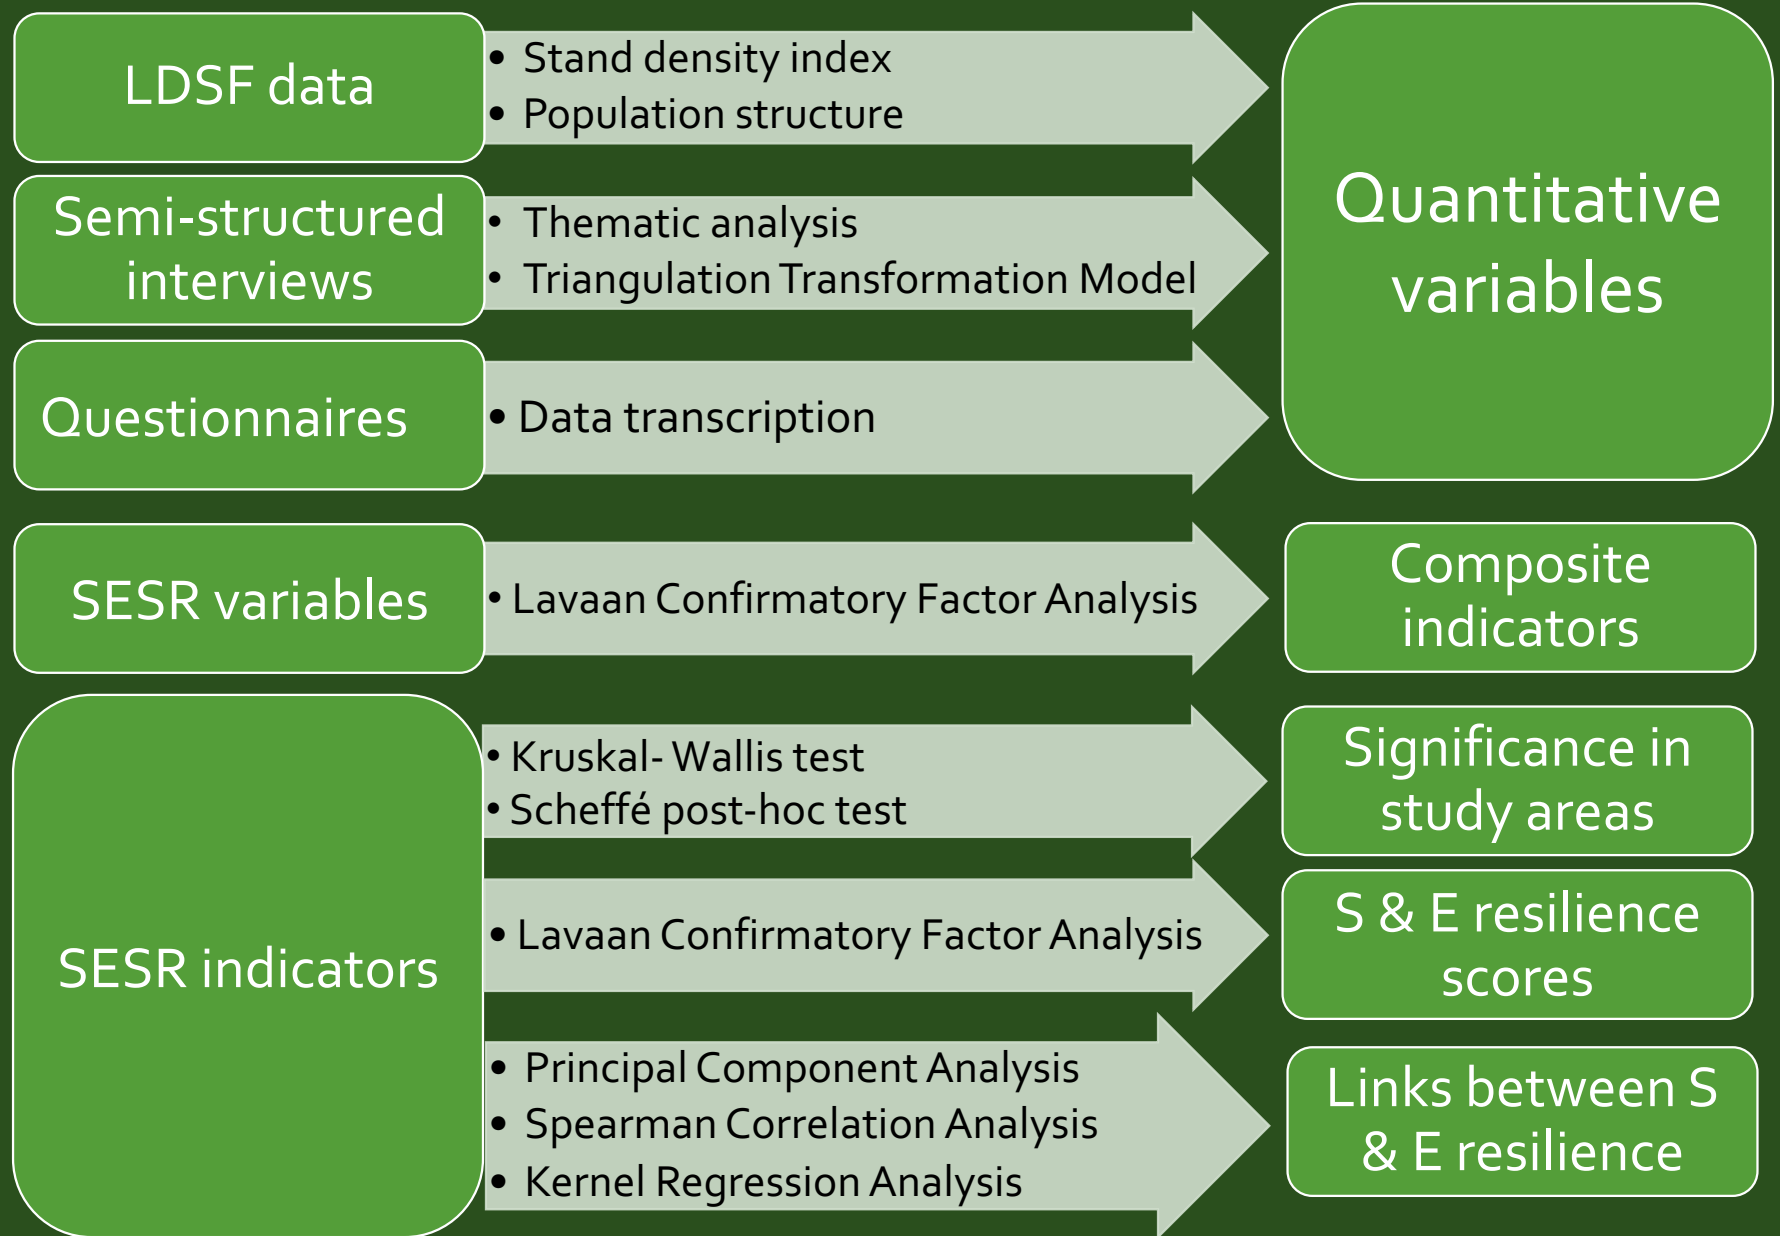 LDSF data
• Stand density index
• Population structure
Semi-structured
interviews
• Thematic analysis
• Triangulation Transformation Model
Questionnaires
• Data transcription
Quantitative
variables
SESR variables
• Lavaan Confirmatory Factor Analysis
Composite
indicators
SESR indicators
• Kruskal- Wallis test
• Scheffé post-hoc test
Significance in
study areas
• Lavaan Confirmatory Factor Analysis
S & E resilience
scores
• Principal Component Analysis
• Spearman Correlation Analysis
• Kernel Regression Analysis
Links between S
& E resilience